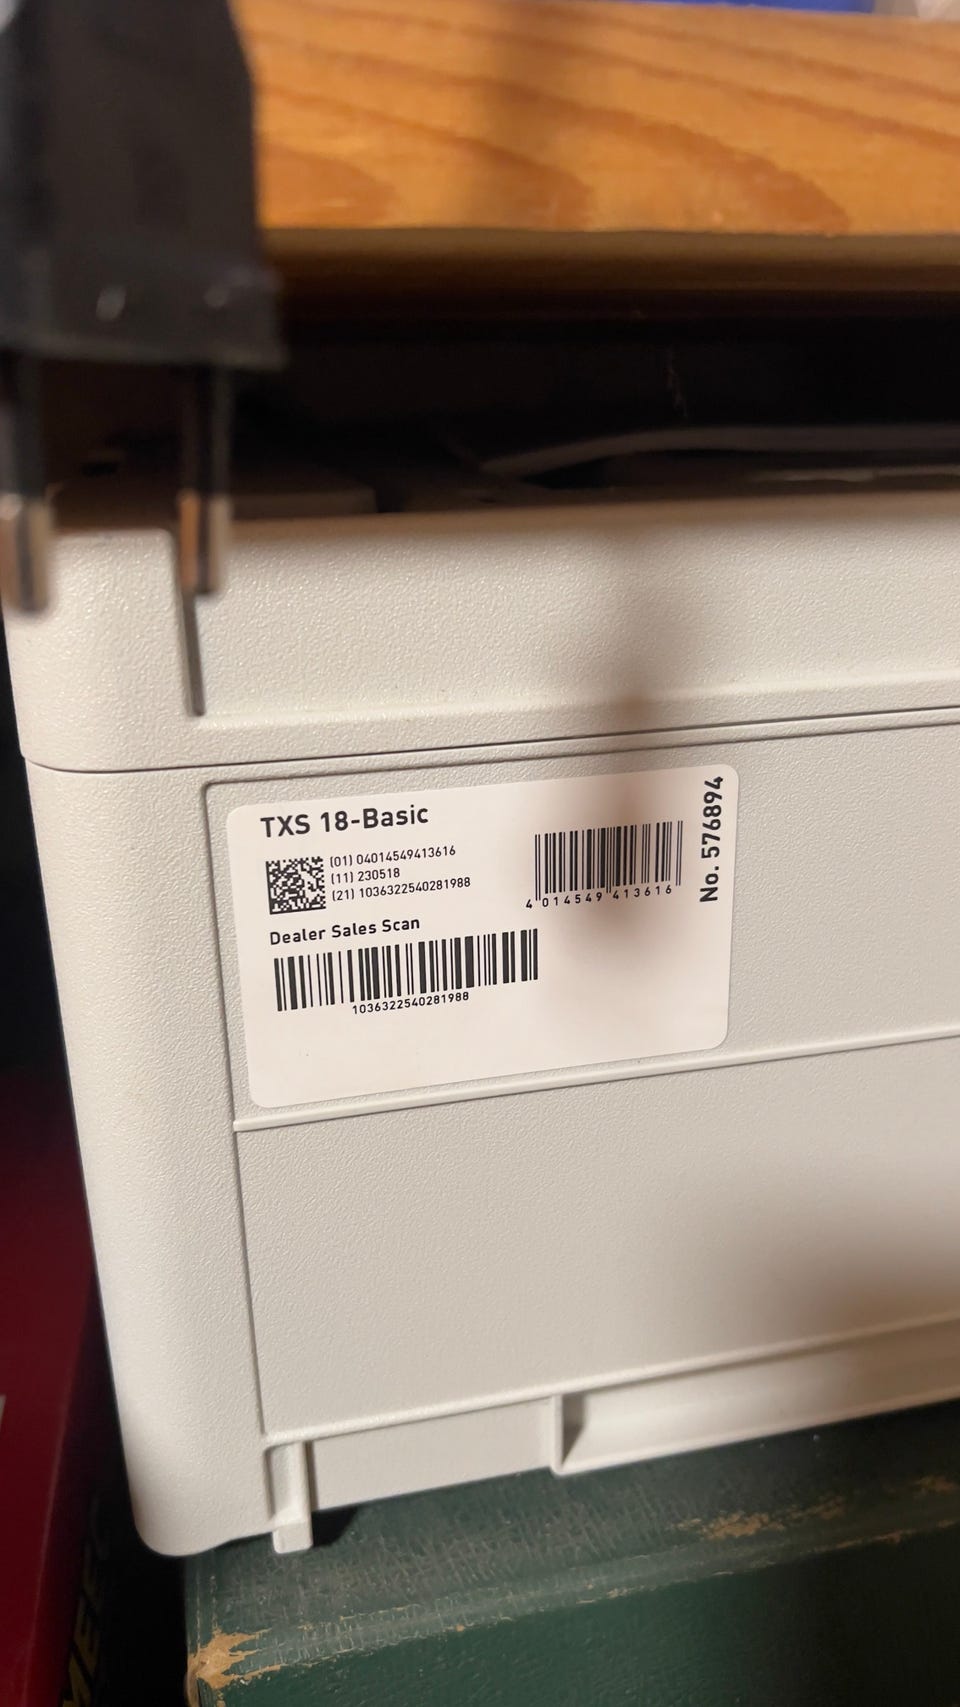 TXS 18-Basic
(01) 04014549413616
(11) 230518
(21) 1036322540281988
4 014549 413616
No. 576894
Dealer Sales Scan
1036322540281988